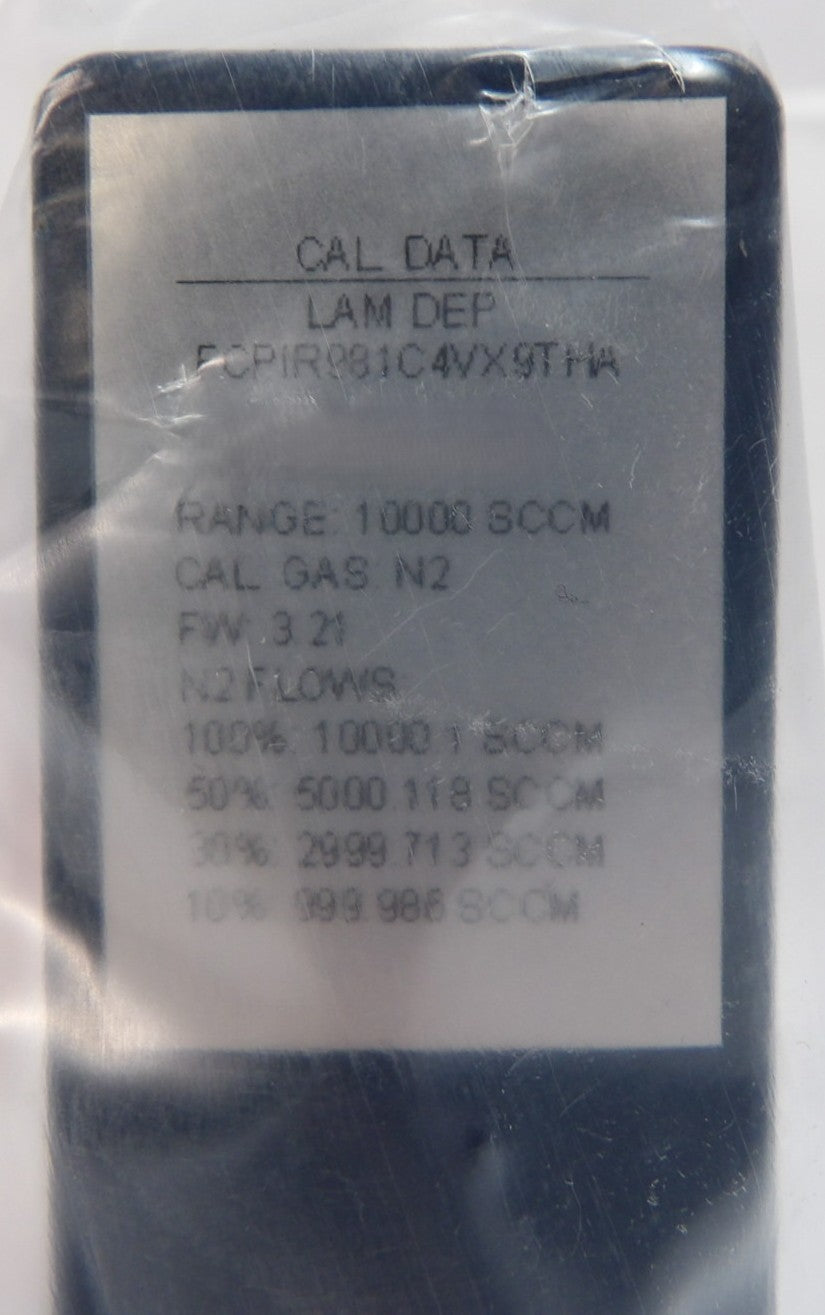 CAL DATA
LAM DEP
FCPIR981C4VX9THA
RANGE: 10000 SCCM
CAL. GAS: N2
FW: 3.21
N2 FLOWS
100%: 10000.1 SCCM
50%: 5000.118 SCCM
30%: 2999.713 SCCM
10%: 999.986 SCCM